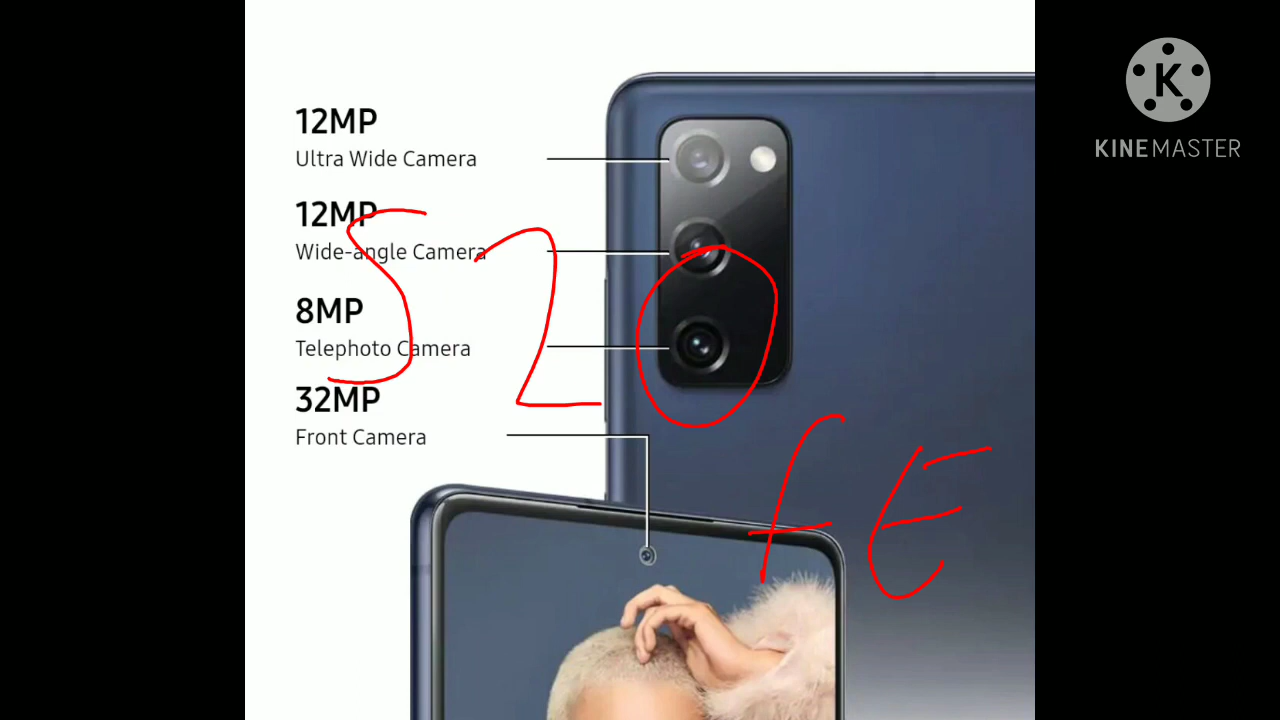 12MP
Ultra Wide Camera
12MP
Wide-angle Camera
8MP
Telephoto Camera
32MP
Front Camera
S20
fE
K
KINEMASTER